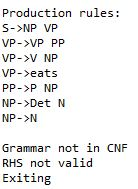 Production rules:
S->NP VP
VP->VP PP
VP->V NP
VP->eats
PP->P NP
NP->Det N
NP->N

Grammar not in CNF
RHS not valid
Exiting